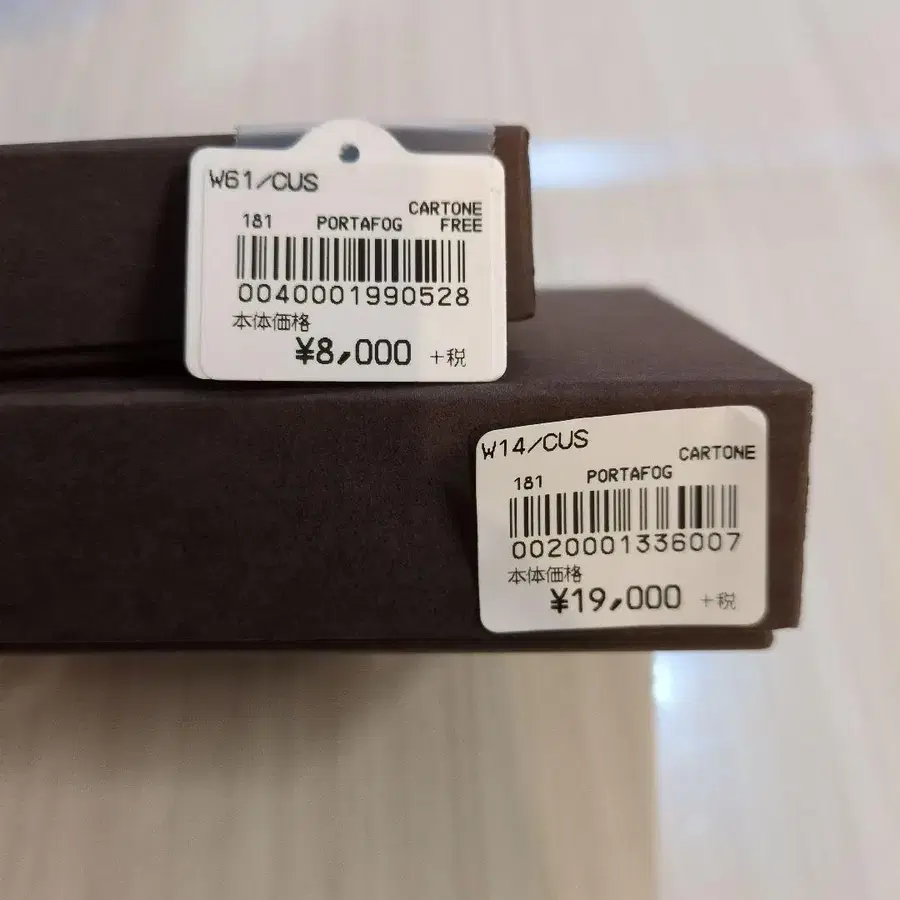 W61/CUS
CARTONE
181 PORTAFOG FREE
0040001990528
本体価格
¥8,000 +税
W14/CUS
CARTONE
181 PORTAFOG
0020001336007
本体価格
¥19,000 +税